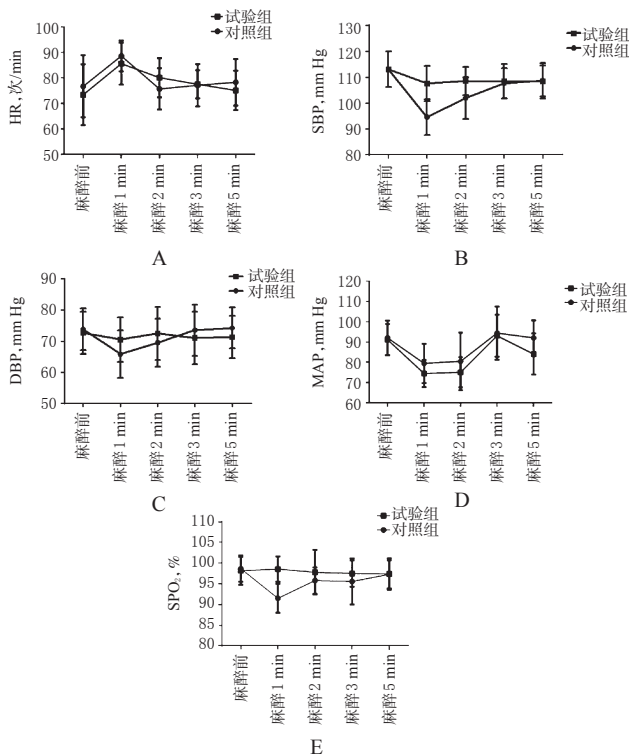 试验组
对照组
HR, 次/min
100
90
80
70
60
50
麻醉前
麻醉 1 min
麻醉 2 min
麻醉 3 min
麻醉 5 min
A
试验组
对照组
SBP, mm Hg
130
120
110
100
90
80
麻醉前
麻醉 1 min
麻醉 2 min
麻醉 3 min
麻醉 5 min
B
试验组
对照组
DBP, mm Hg
90
80
70
60
50
麻醉前
麻醉 1 min
麻醉 2 min
麻醉 3 min
麻醉 5 min
C
试验组
对照组
MAP, mm Hg
120
110
100
90
80
70
60
麻醉前
麻醉 1 min
麻醉 2 min
麻醉 3 min
麻醉 5 min
D
试验组
对照组
SPO₂, %
110
105
100
95
90
85
80
麻醉前
麻醉 1 min
麻醉 2 min
麻醉 3 min
麻醉 5 min
E